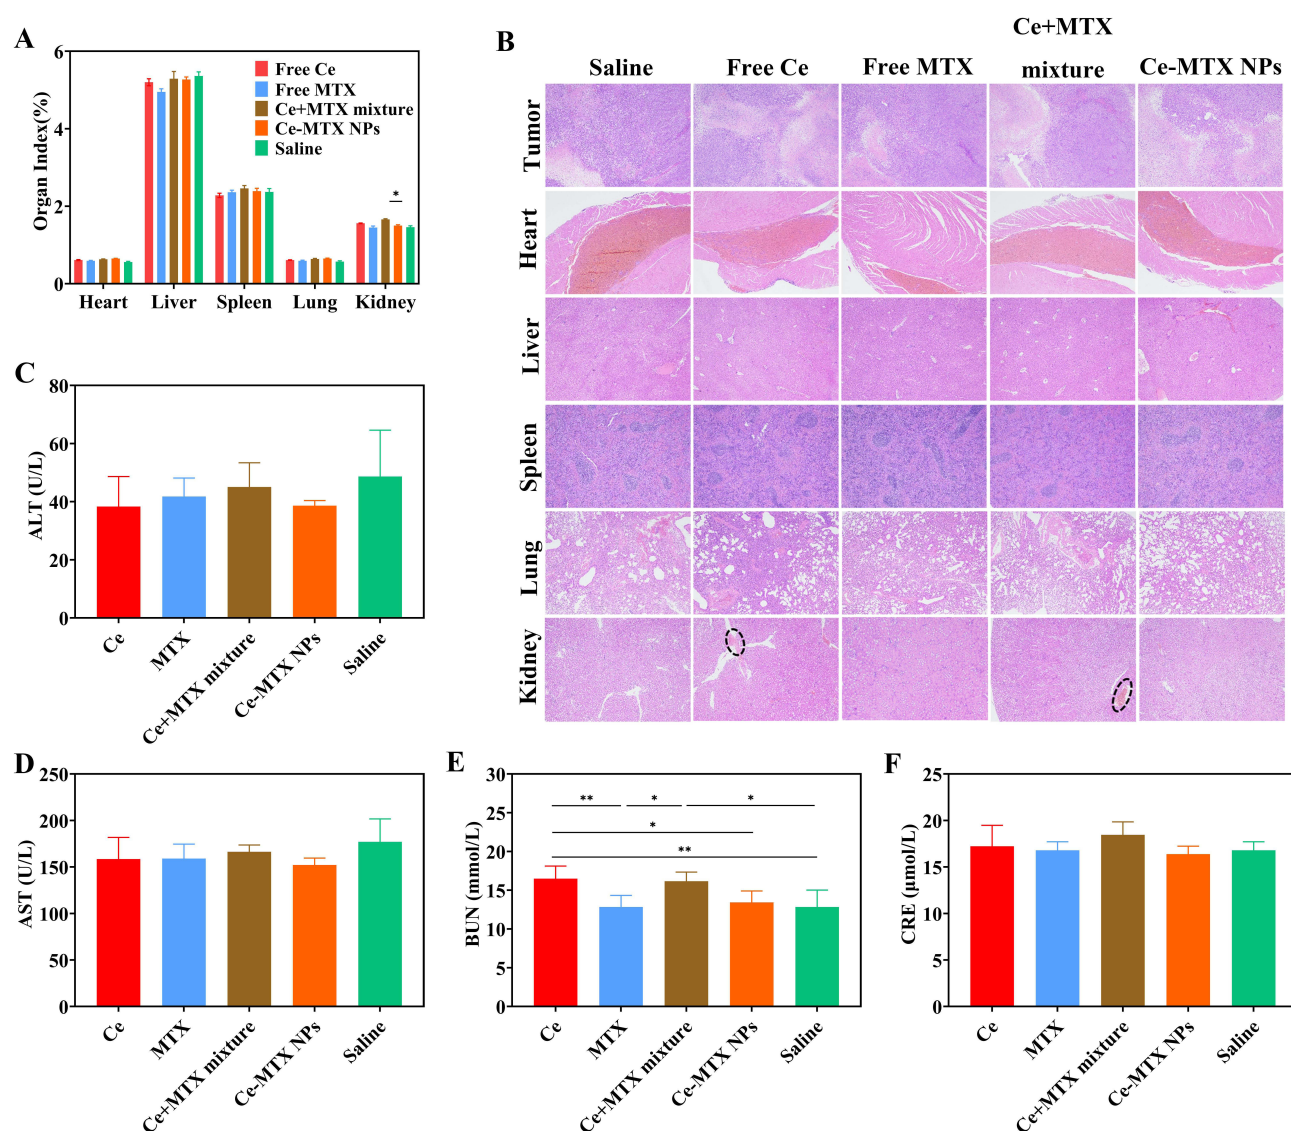 A
Organ Index(%)
6
4
2
0
Free Ce
Free MTX
Ce+MTX mixture
Ce-MTX NPs
Saline
*
Heart Liver Spleen Lung Kidney
B
Ce+MTX
Saline Free Ce Free MTX mixture Ce-MTX NPs
Tumor
Heart
Liver
Spleen
Lung
Kidney
C
ALT (U/L)
80
60
40
20
0
Ce
MTX
Ce+MTX mixture
Ce-MTX NPs
Saline
D
AST (U/L)
250
200
150
100
50
0
Ce
MTX
Ce+MTX mixture
Ce-MTX NPs
Saline
E
BUN (mmol/L)
30
25
20
15
10
5
0
** * *
*
**
Ce
MTX
Ce+MTX mixture
Ce-MTX NPs
Saline
F
CRE (μmol/L)
25
20
15
10
5
0
Ce
MTX
Ce+MTX mixture
Ce-MTX NPs
Saline